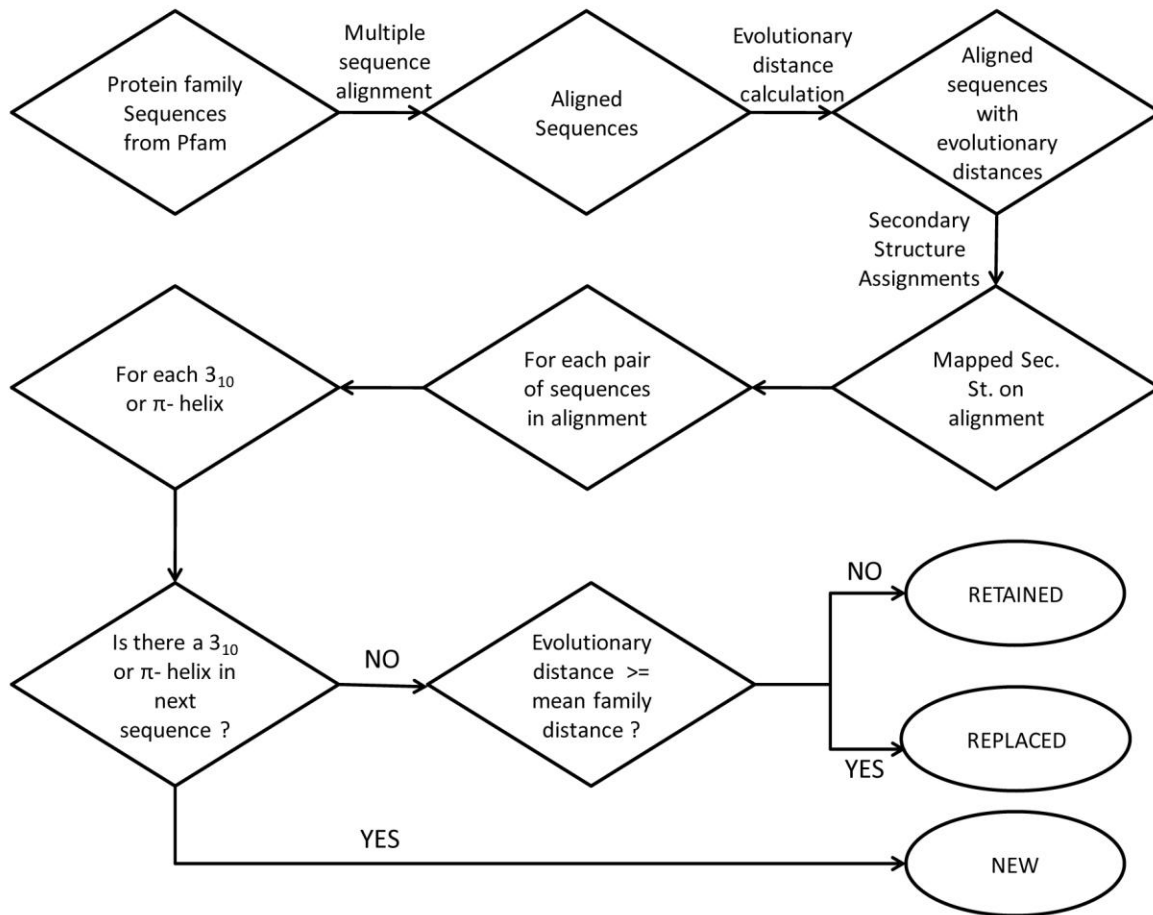 Protein family
Sequences
from Pfam
Multiple
sequence
alignment
Aligned
Sequences
Evolutionary
distance
calculation
Aligned
sequences
with
evolutionary
distances
Secondary
Structure
Assignments
Mapped Sec.
St. on
alignment
For each pair
of sequences
in alignment
For each 3₁₀
or π- helix
Is there a 3₁₀
or π- helix in
next
sequence ?
NO
Evolutionary
distance >=
mean family
distance ?
NO
RETAINED
YES
REPLACED
YES
NEW